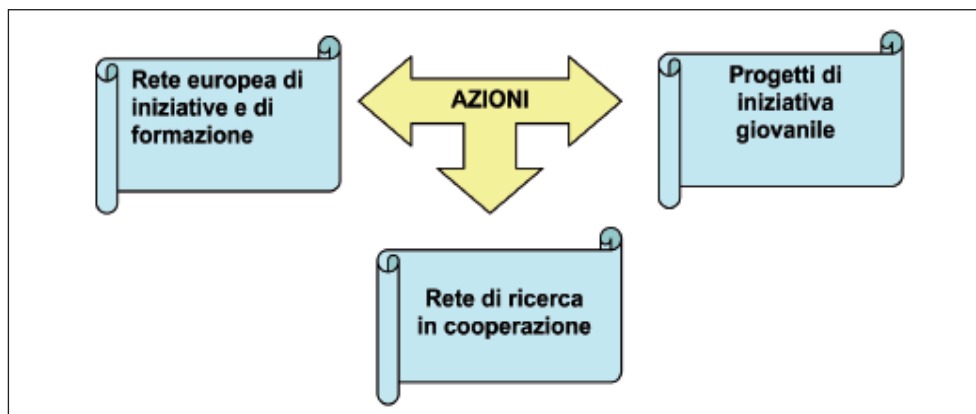 Rete europea di
iniziative e di
formazione
AZIONI
Progetti di
iniziativa
giovanile
Rete di ricerca
in cooperazione